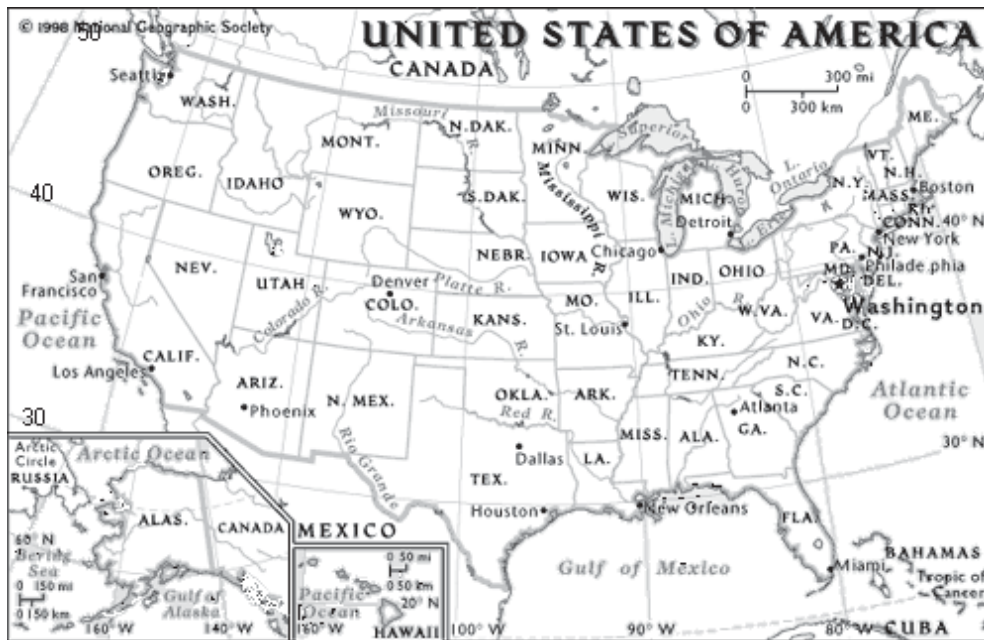 © 1998 National Geographic Society
50
UNITED STATES OF AMERICA
CANADA
0 300 mi
0 300 km
Seattle
WASH.
MONT.
Missouri R.
N.DAK.
MINN.
Superior
ME.
VT.
N.H.
OREG.
IDAHO
S.DAK.
Mississippi R.
WIS.
L. Michig
MICH.
Huron
L. Ontario
N.Y.
MASS.
Boston
40
WYO.
Detroit
L. Erie
CONN.
40° N
New York
NEBR.
IOWA
Chicago
PA.
N.J.
Philade phia
San Francisco
NEV.
UTAH
Denver
Platte R.
IND.
OHIO
MD.
DEL.
Washington
D.C.
Pacific Ocean
Colorado R.
COLO.
Arkansas R.
KANS.
MO.
ILL.
Ohio R.
W.VA.
VA.
St. Louis
KY.
CALIF.
Los Angeles
ARIZ.
Phoenix
N. MEX.
OKLA.
Red R.
ARK.
TENN.
N.C.
S.C.
Atlanta
GA.
Atlantic Ocean
30
Dallas
MISS.
ALA.
30° N
Rio Grande
TEX.
LA.
Houston
New Orleans
FLA.
Miami
Gulf of Mexico
BAHAMAS
Tropic of Cancer
CUBA
MEXICO
Arctic Circle
Arctic Ocean
RUSSIA
ALAS.
CANADA
60° N
Bering Sea
0 150 mi
0 150 km
Gulf of Alaska
160° W
140° W
0 50 mi
0 50 km
Pacific Ocean
20° N
160° W
HAWAII
100° W
90° W
80° W